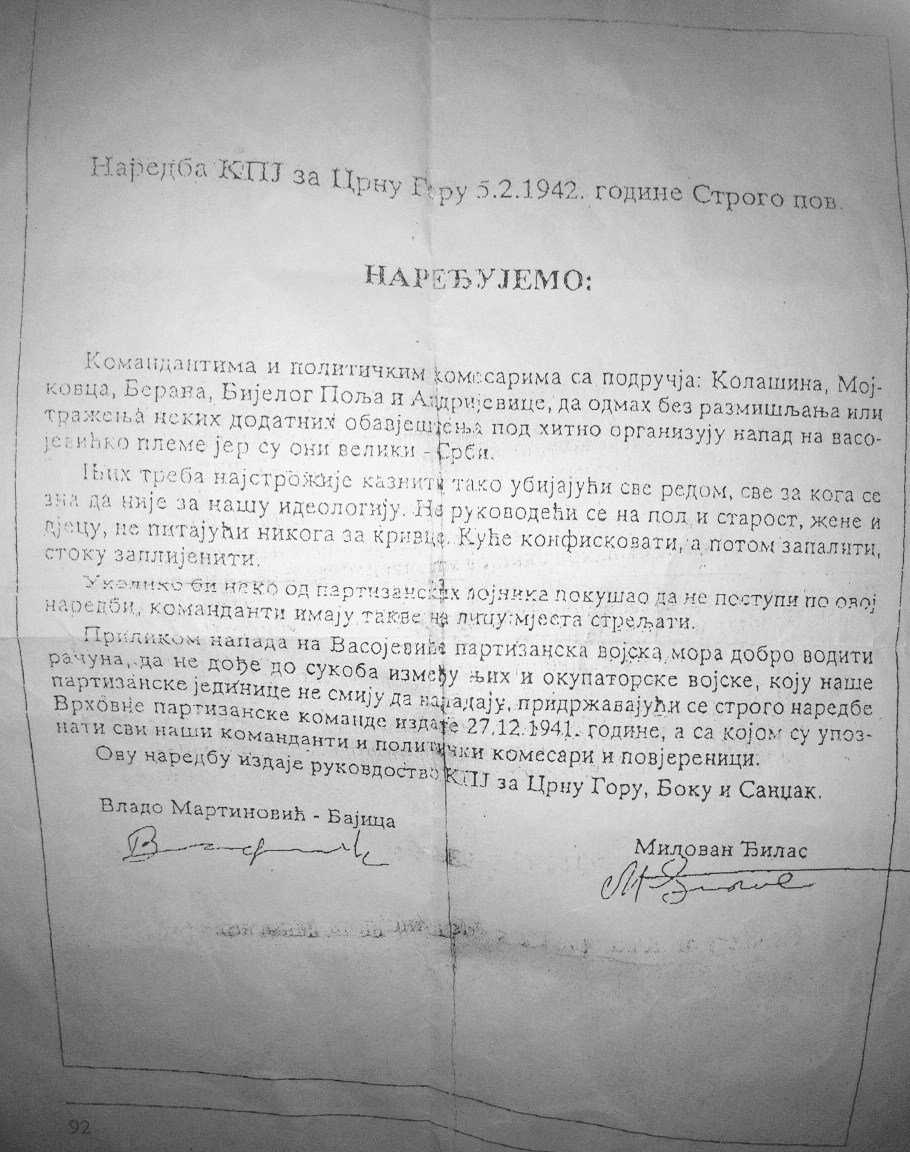 Наредба КПЈ за Црну Гору 5.2.1942. године Строго пов.
НАРЕЂУЈЕМО:
Командантима и политичким комесарима са подручја: Колашина, Мој-
ковца, Берана, Бијелог Поља и Андријевице, да одмах без размишљања или
тражења неких додатних обавјештења под хитно организују напад на васо-
јевићко племе јер су они велики - Срби.
Њих треба најстрожије казнити тако убијајући све редом, све за кога се
зна да није за нашу идеологију. Не руководећи се на пол и старост, жене и
дјецу, не питајући никога за кривце. Куће конфисковати, а потом запалити,
стоку заплијенити.
Уколико би неко од партизанских војника покушао да не поступи по овој
наредби, команданти имају такве на лицу мјеста стрељати.
Приликом напада на Васојевиће партизанска војска мора добро водити
рачуна, да не дође до сукоба између њих и окупаторске војске, коју наше
партизанске јединице не смију да нападају, придржавајући се строго наредбе
Врховне партизанске команде издате 27.12.1941. године, а са којом су упоз-
нати сви наши команданти и политички комесари и повјереници.
Ову наредбу издаје руковдоство КПЈ за Црну Гору, Боку и Санџак.
Владо Мартиновић - Бајица
Милован Ђилас
92